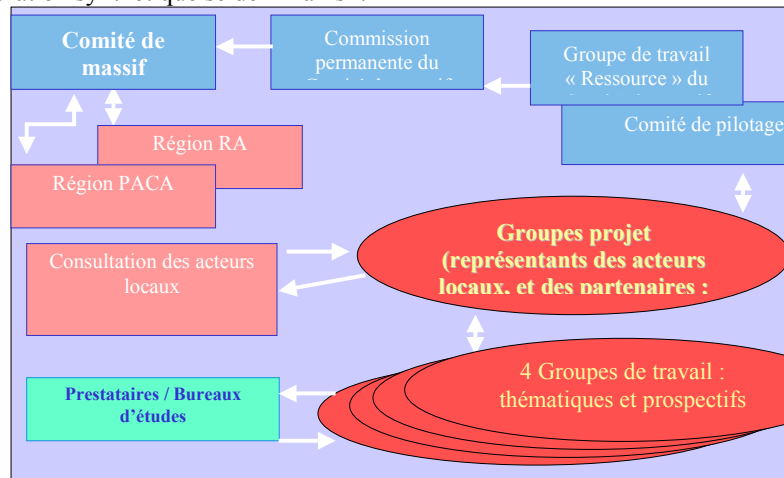 Comité de
massif
Commission
permanente du
Groupe de travail
« Ressource » du
Comité de pilotage
Région RA
Région PACA
Consultation des acteurs
locaux
Groupes projet
(représentants des acteurs
locaux, et des partenaires :
Prestataires / Bureaux
d’études
4 Groupes de travail :
thématiques et prospectifs